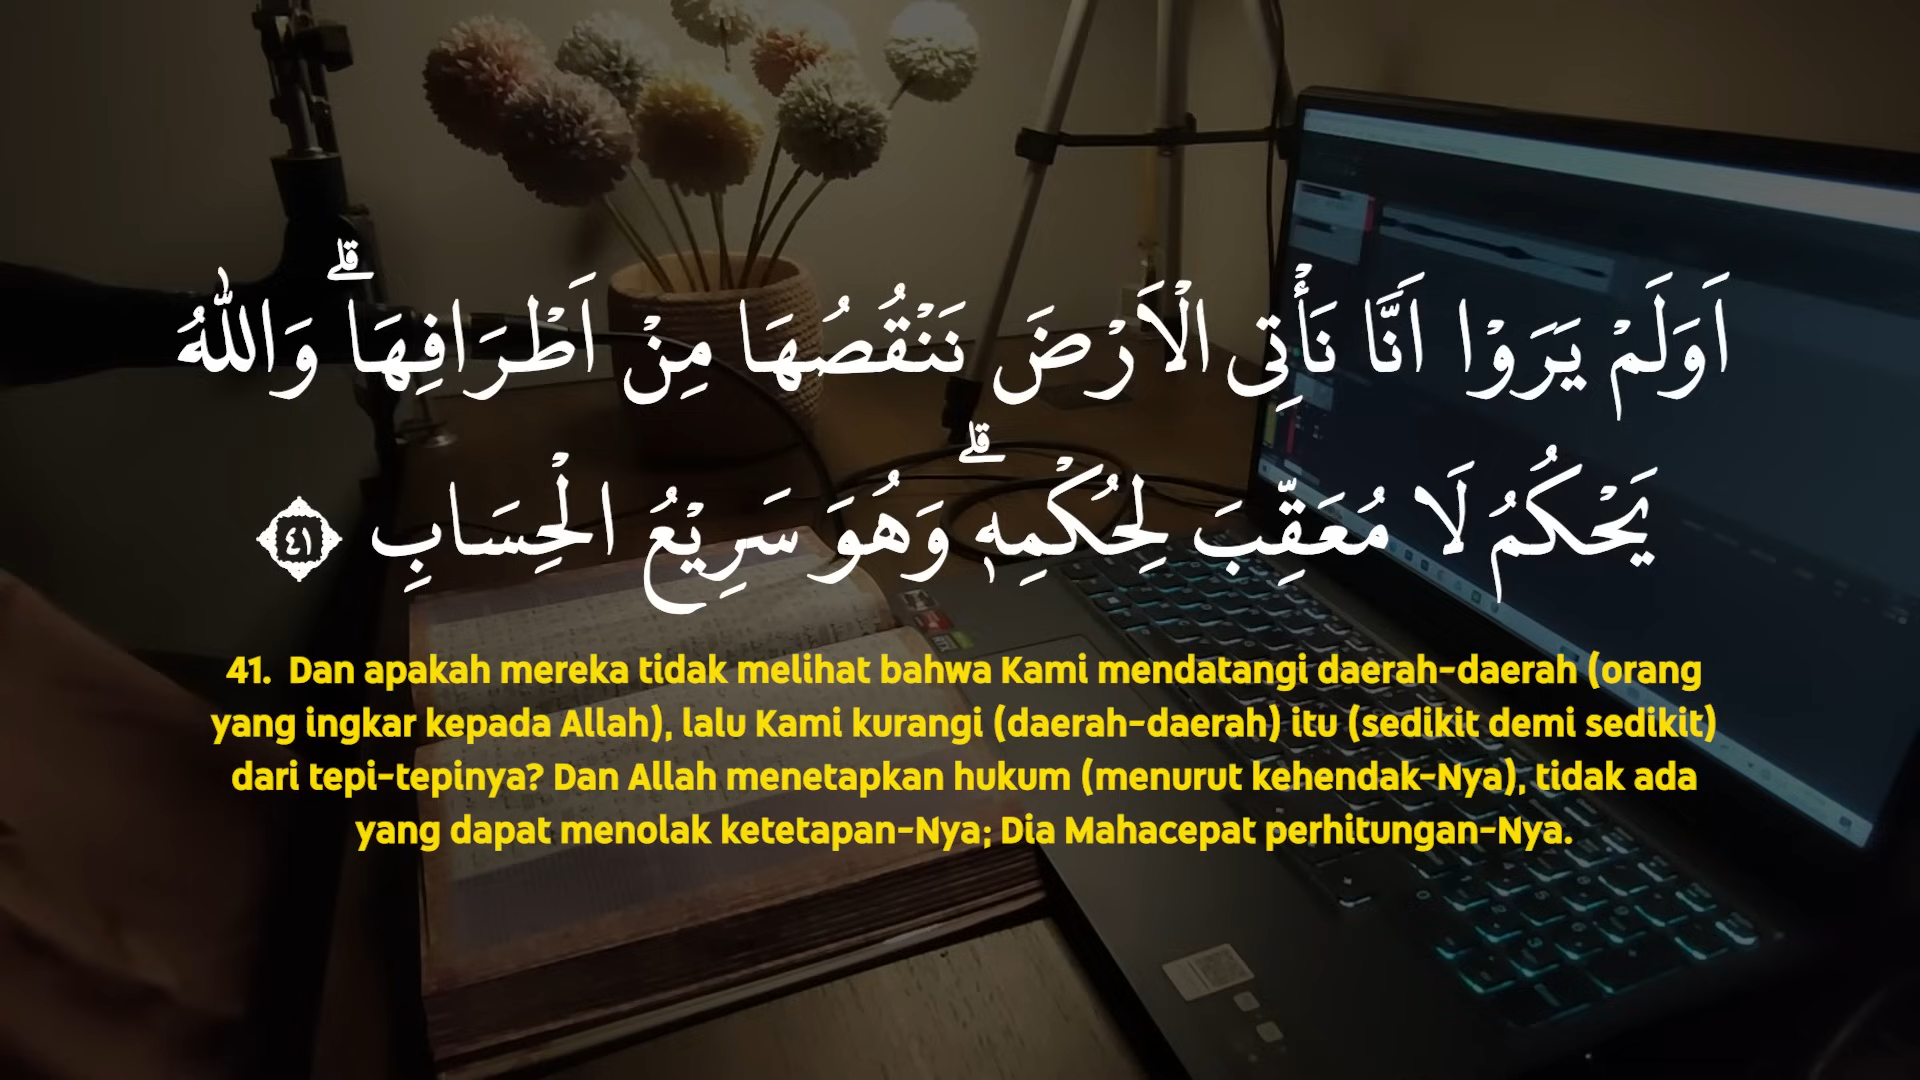 اَوَلَمْ يَرَوْا اَنَّا نَأْتِى الْاَرْضَ نَنْقُصُهَا مِنْ اَطْرَافِهَاۗ وَاللّٰهُ
يَحْكُمُ لَا مُعَقِّبَ لِحُكْمِهٖۗ وَهُوَ سَرِيْعُ الْحِسَابِ ٤١
41. Dan apakah mereka tidak melihat bahwa Kami mendatangi daerah-daerah (orang
yang ingkar kepada Allah), lalu Kami kurangi (daerah-daerah) itu (sedikit demi sedikit)
dari tepi-tepinya? Dan Allah menetapkan hukum (menurut kehendak-Nya), tidak ada
yang dapat menolak ketetapan-Nya; Dia Mahacepat perhitungan-Nya.